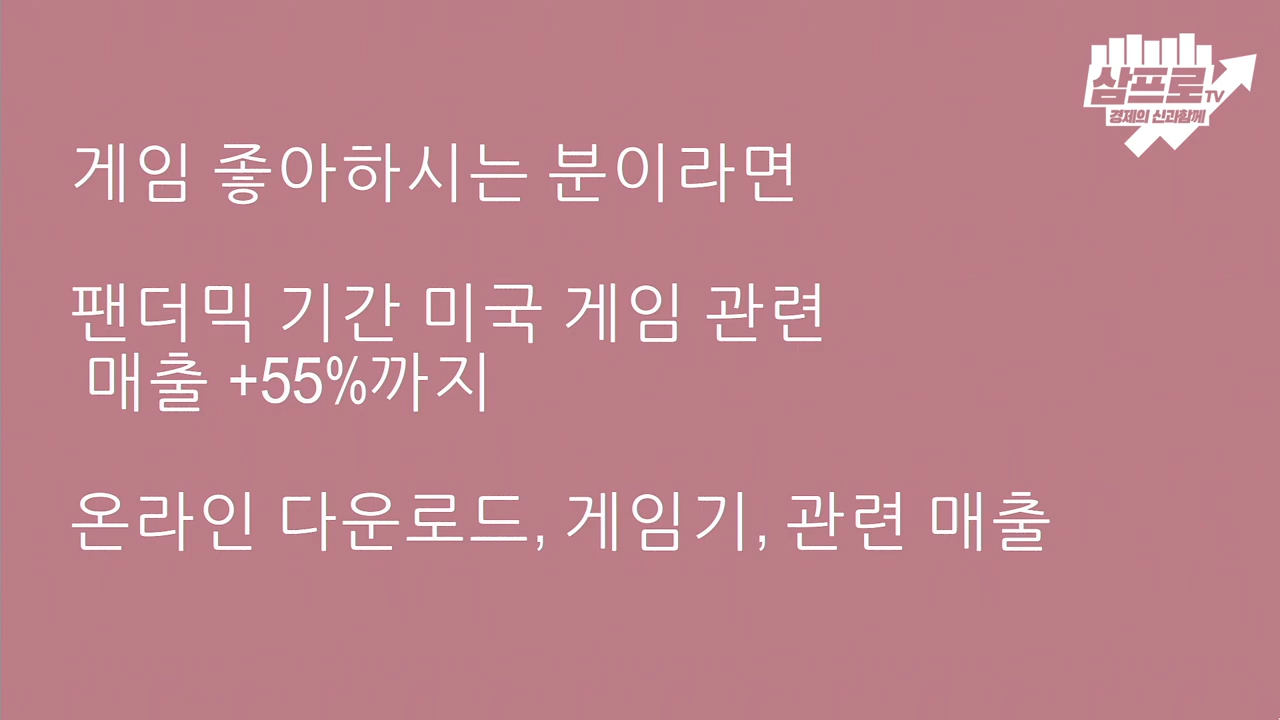 삼프로TV
경제의 신과함께
게임 좋아하시는 분이라면
팬더믹 기간 미국 게임 관련
매출 +55%까지
온라인 다운로드, 게임기, 관련 매출